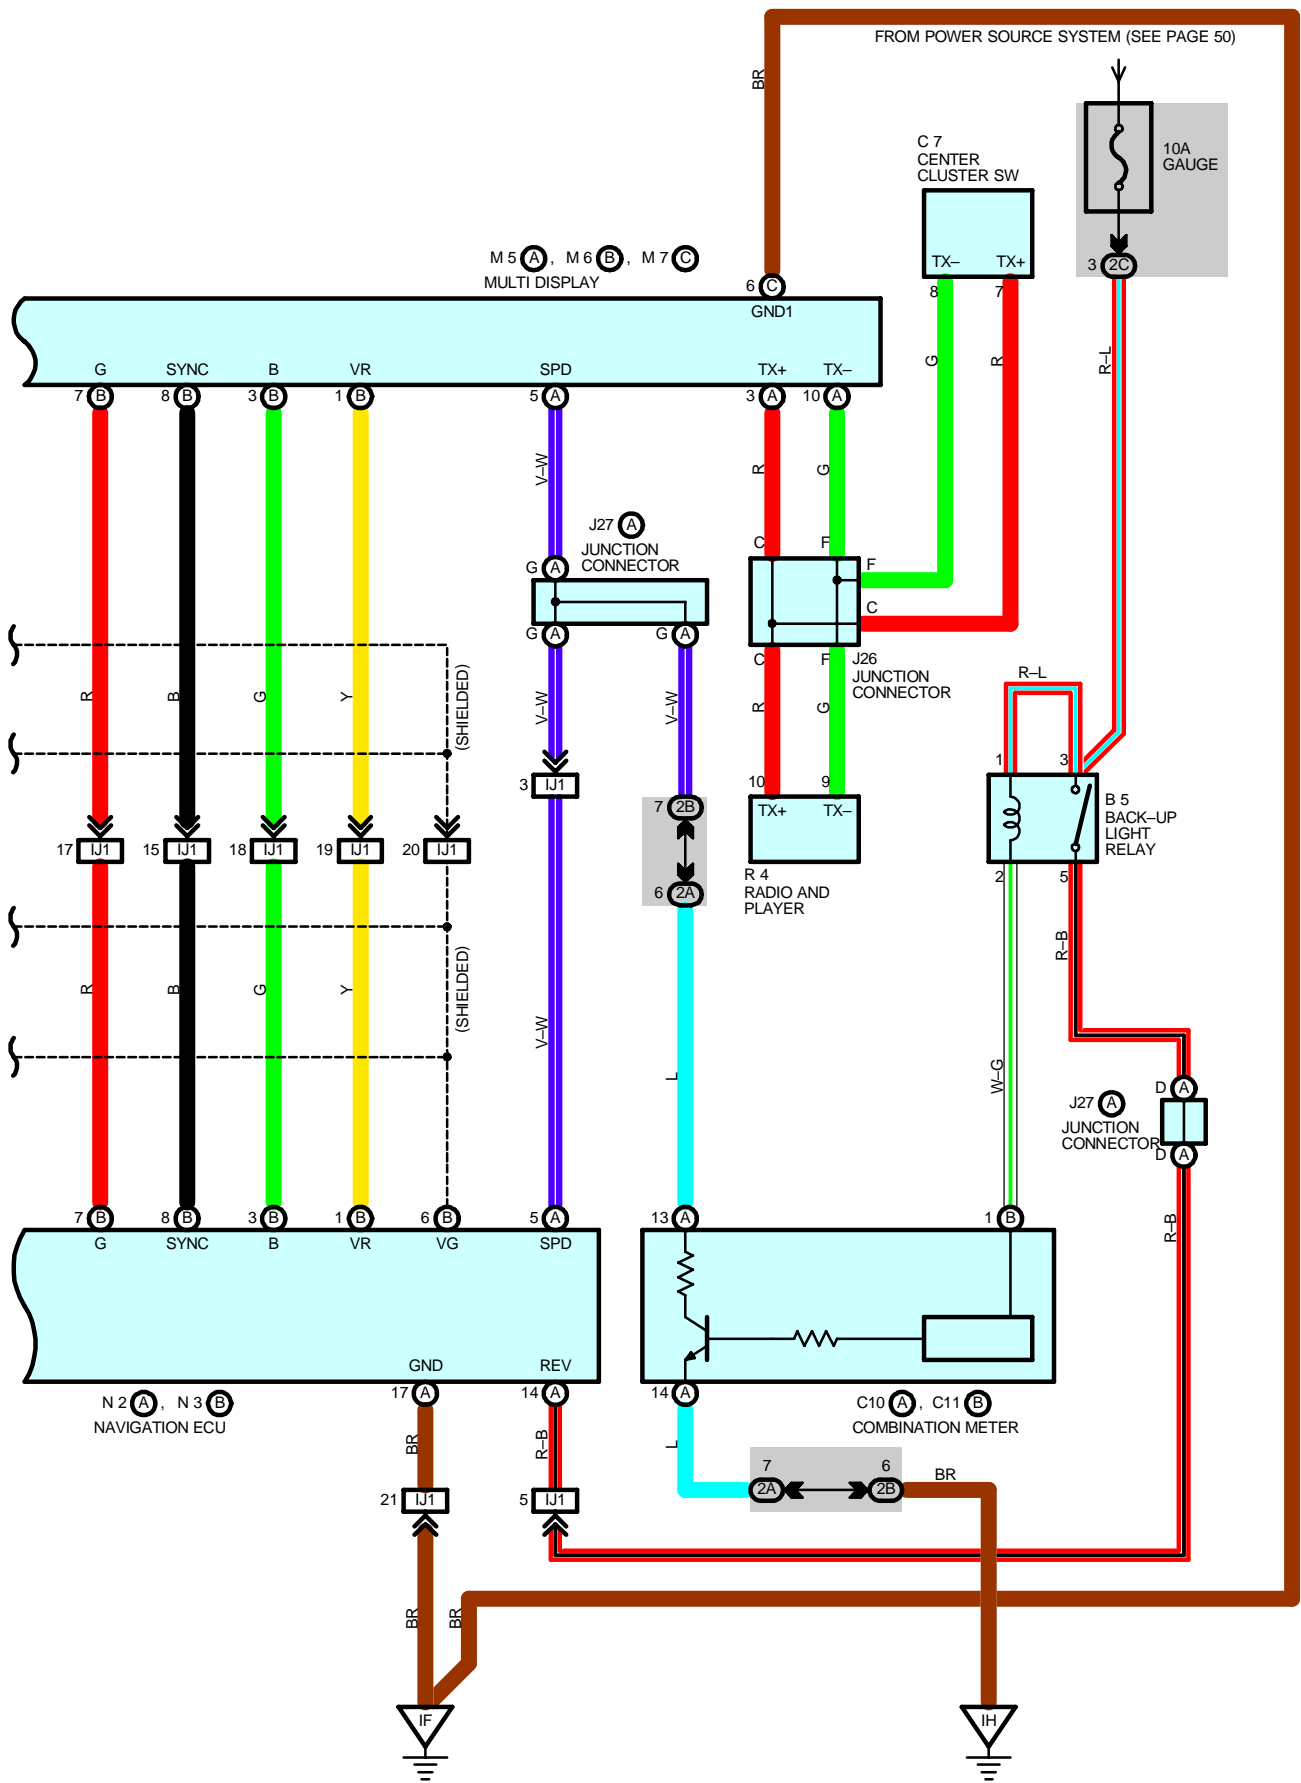 FROM POWER SOURCE SYSTEM (SEE PAGE 50)
BR
10A
GAUGE
C 7
CENTER
CLUSTER SW
TX– TX+
8 7
3 2C
M 5 A , M 6 B , M 7 C
MULTI DISPLAY
6 C
GND1
G R R–L
G SYNC B VR SPD TX+ TX–
7 B 8 B 3 B 1 B 5 A 3 A 10 A
V–W R G
J27 A
JUNCTION
CONNECTOR
C F
G A
F
C
G A G A
C F
J26
JUNCTION
CONNECTOR
R B G Y (SHIELDED) V–W V–W R G
R–L
1 3
3 IJ1
10 9
7 2B
TX+ TX–
B 5
BACK–UP
LIGHT
RELAY
17 IJ1 15 IJ1 18 IJ1 19 IJ1 20 IJ1
2 5
R 4
RADIO AND
PLAYER
6 2A
R–B
R B G Y (SHIELDED) V–W
L W–G
D A
J27 A
JUNCTION
CONNECTOR
D A
7 B 8 B 3 B 1 B 6 B 5 A 13 A 1 B
G SYNC B VR VG SPD
R–B
GND REV
17 A 14 A 14 A
N 2 A , N 3 B
NAVIGATION ECU
C10 A , C11 B
COMBINATION METER
BR R–B L
7 6
2A 2B
BR
21 IJ1 5 IJ1
BR BR
IF IH